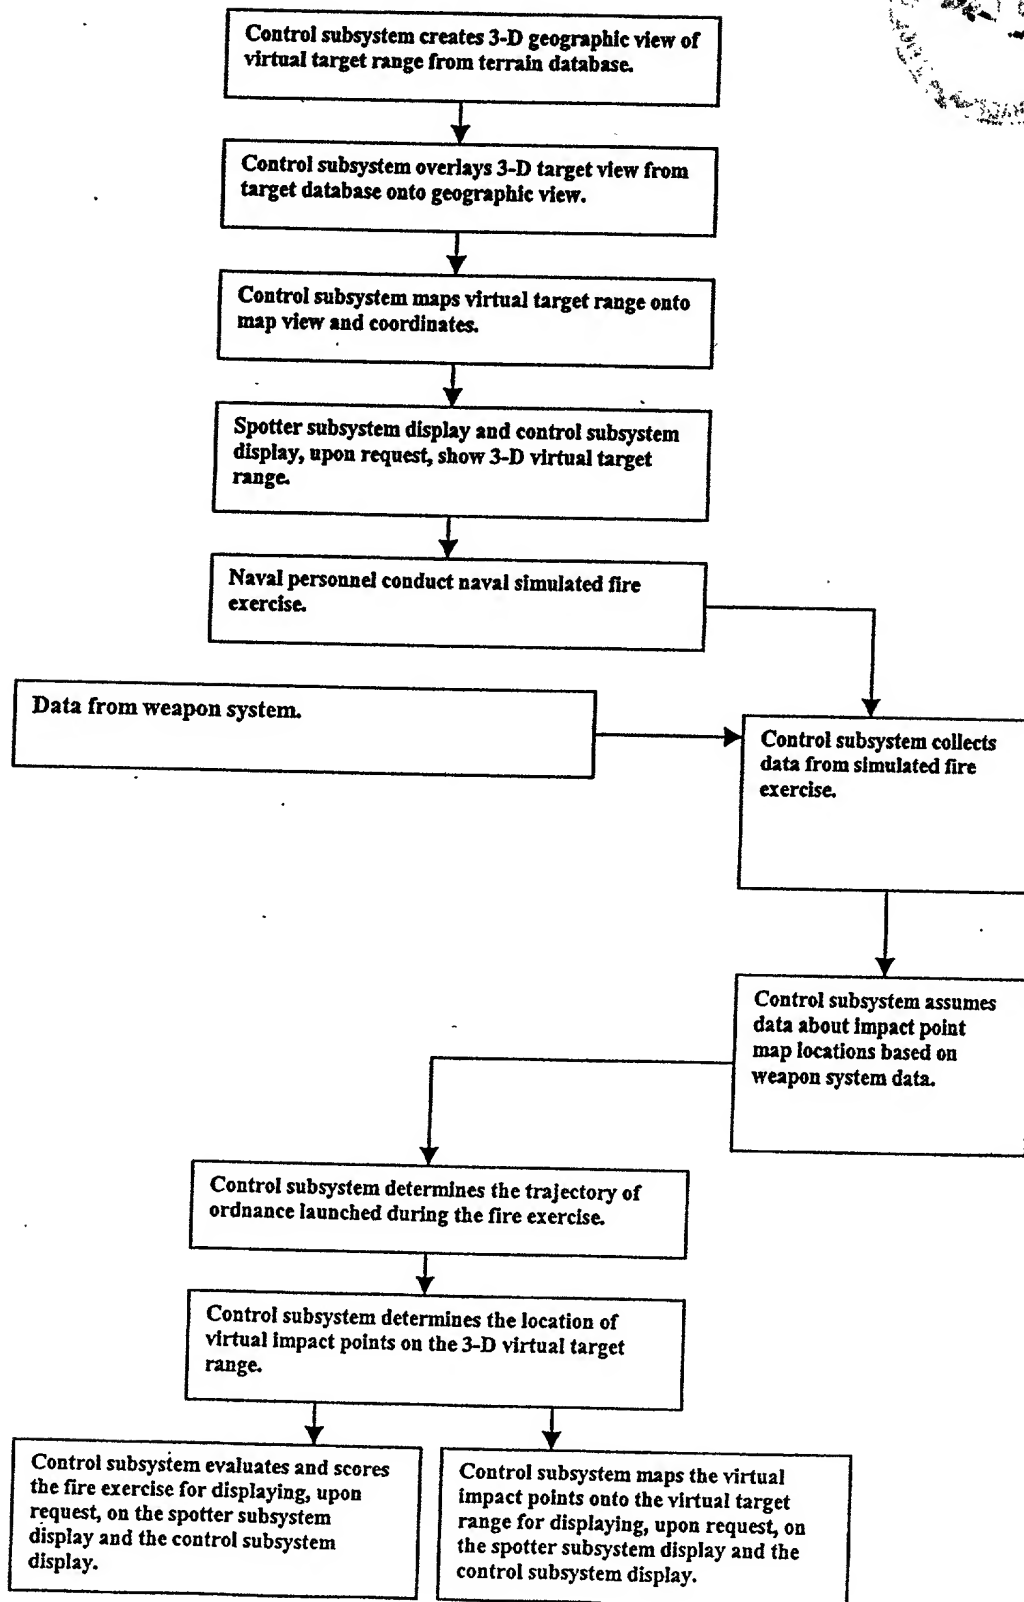 Control subsystem creates 3-D geographic view of
virtual target range from terrain database.
Control subsystem overlays 3-D target view from
target database onto geographic view.
Control subsystem maps virtual target range onto
map view and coordinates.
Spotter subsystem display and control subsystem
display, upon request, show 3-D virtual target
range.
Naval personnel conduct naval simulated fire
exercise.
Data from weapon system.
Control subsystem collects
data from simulated fire
exercise.
Control subsystem assumes
data about impact point
map locations based on
weapon system data.
Control subsystem determines the trajectory of
ordnance launched during the fire exercise.
Control subsystem determines the location of
virtual impact points on the 3-D virtual target
range.
Control subsystem evaluates and scores
the fire exercise for displaying, upon
request, on the spotter subsystem
display and the control subsystem
display.
Control subsystem maps the virtual
impact points onto the virtual target
range for displaying, upon request, on
the spotter subsystem display and the
control subsystem display.